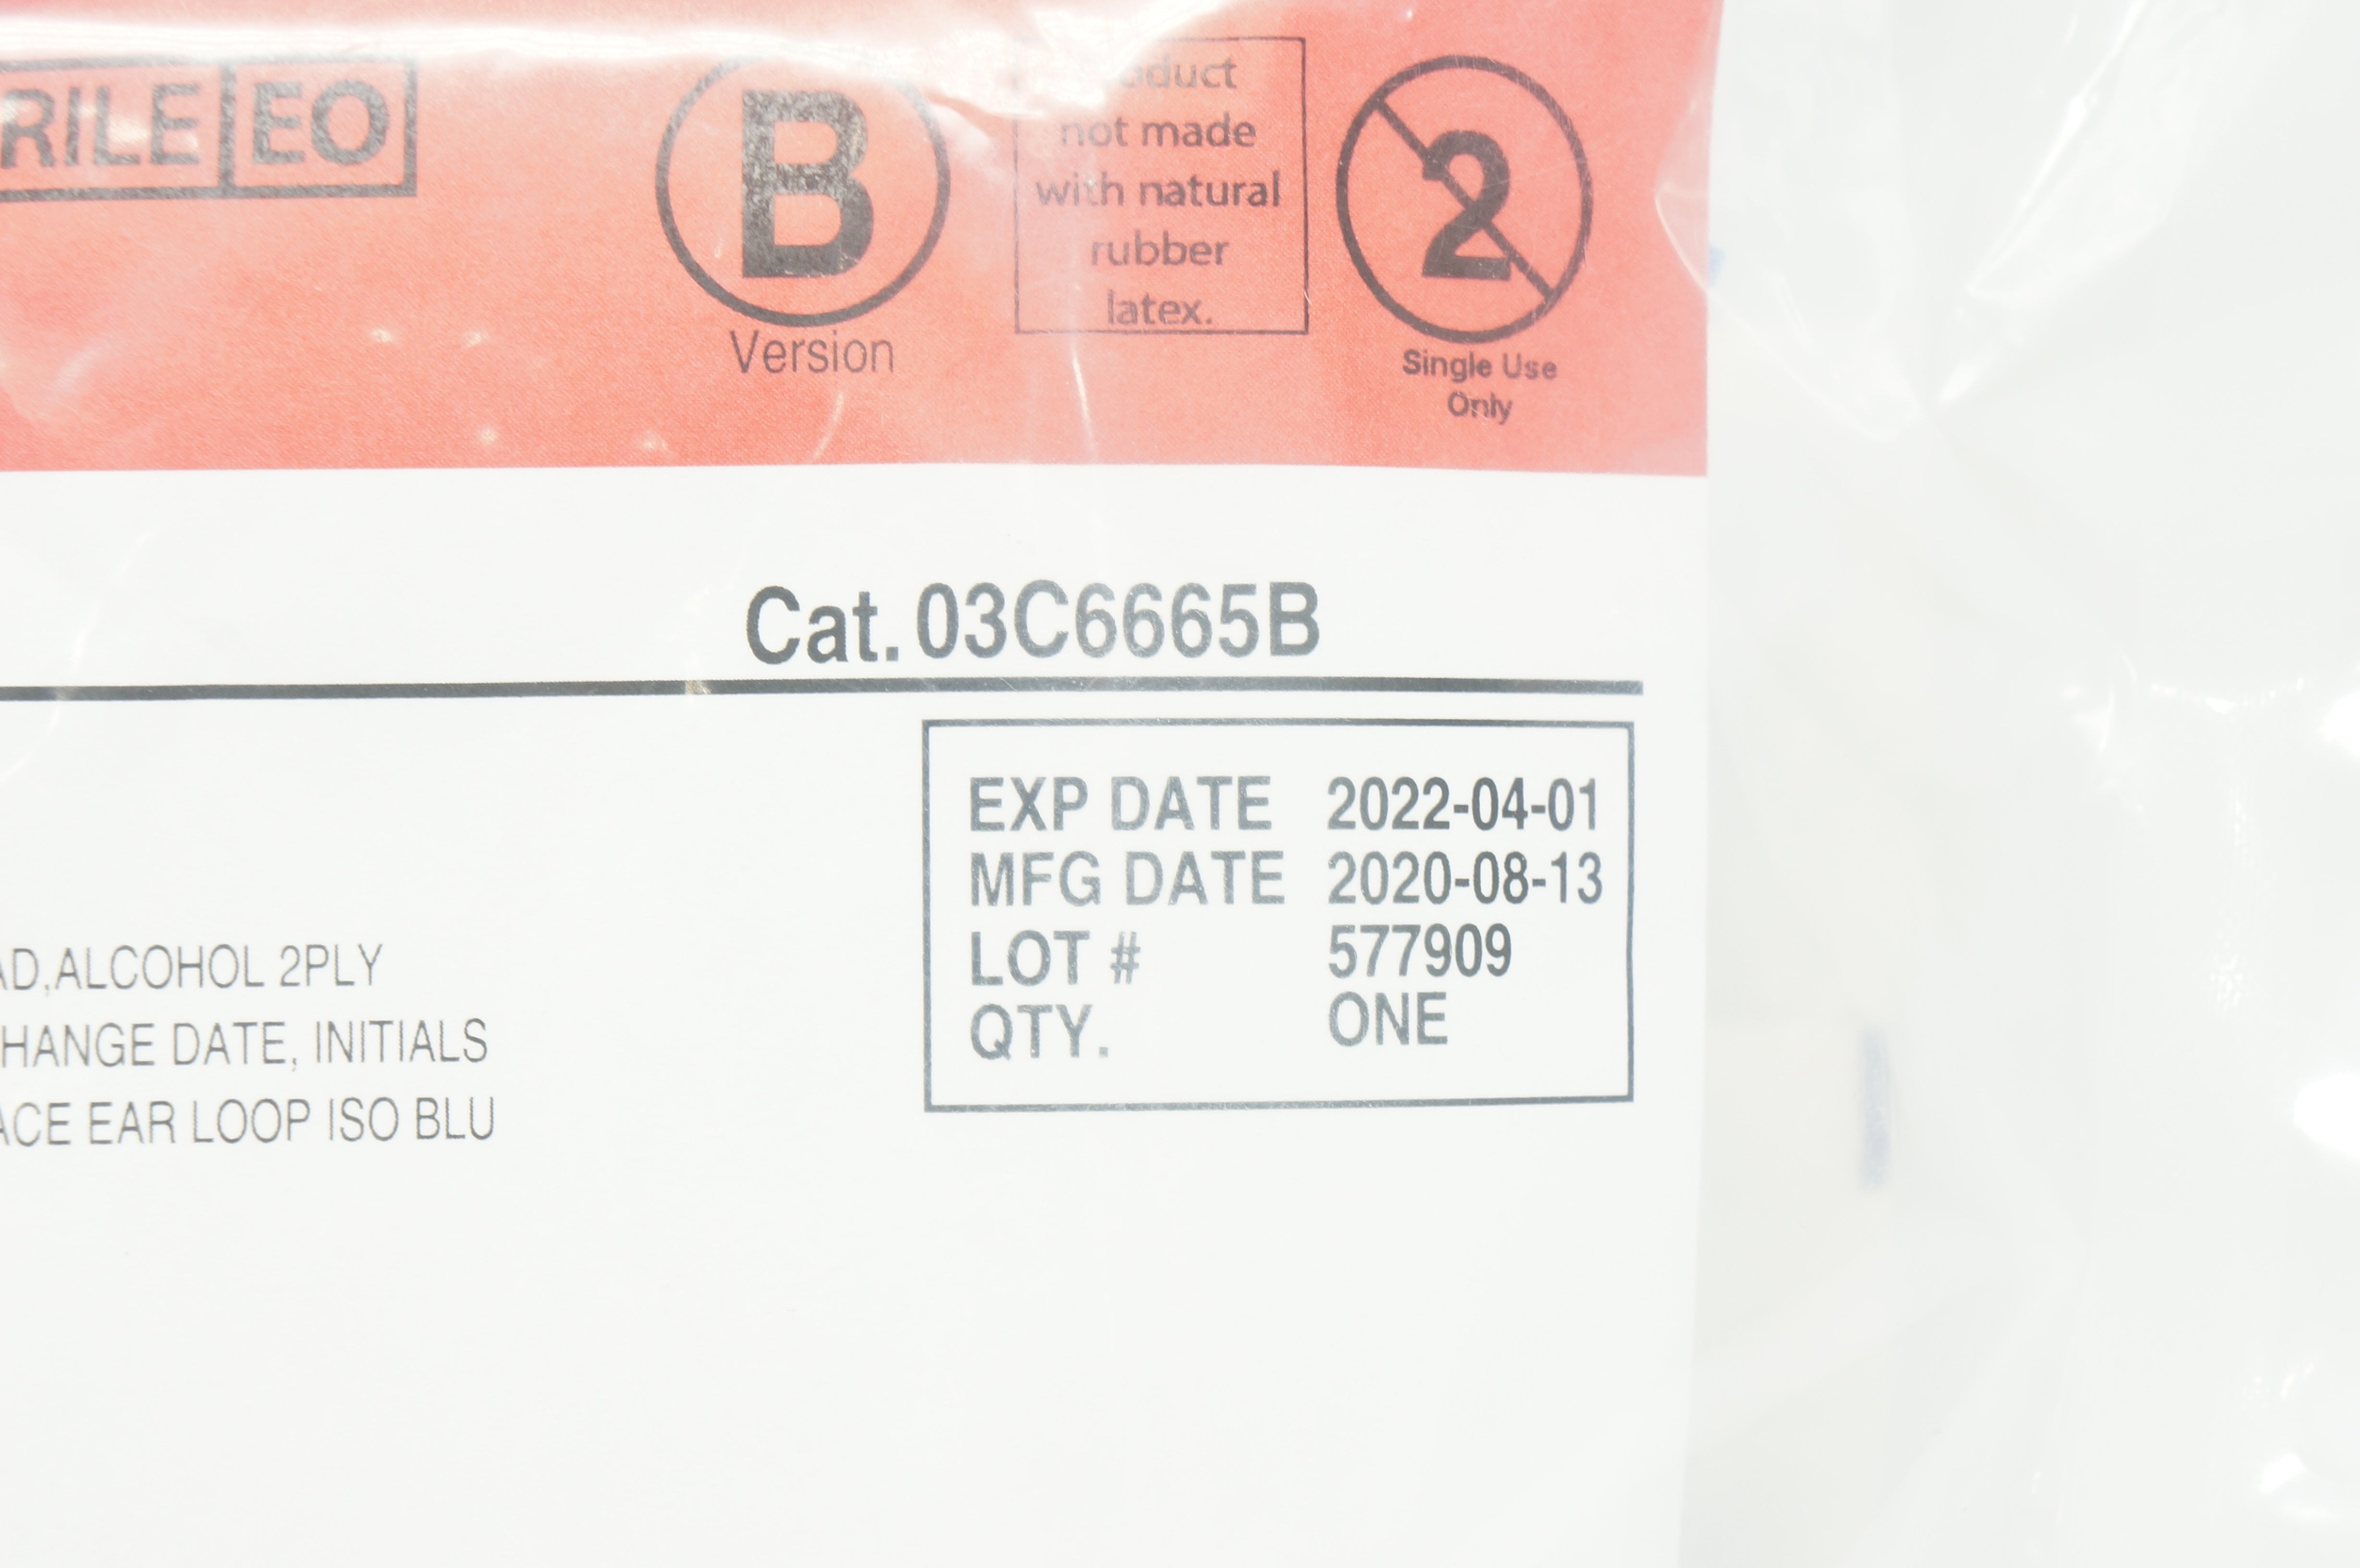 RILE EO
B
Version
not made
with natural
rubber
latex.
2
Single Use
Only
Cat. 03C6665B
EXP DATE 2022-04-01
MFG DATE 2020-08-13
LOT # 577909
QTY. ONE
AD,ALCOHOL 2PLY
HANGE DATE, INITIALS
ACE EAR LOOP ISO BLU